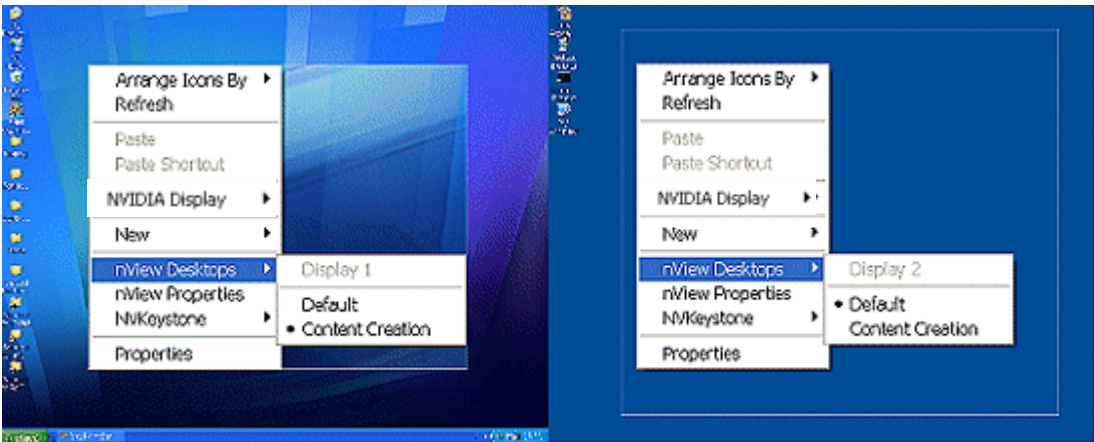 Arrange Icons By
Refresh
Paste
Paste Shortcut
NVIDIA Display
New
nView Desktops
nView Properties
NVKeystone
Properties
Display 1
Default
• Content Creation
Arrange Icons By
Refresh
Paste
Paste Shortcut
NVIDIA Display
New
nView Desktops
nView Properties
NVKeystone
Properties
Display 2
• Default
Content Creation